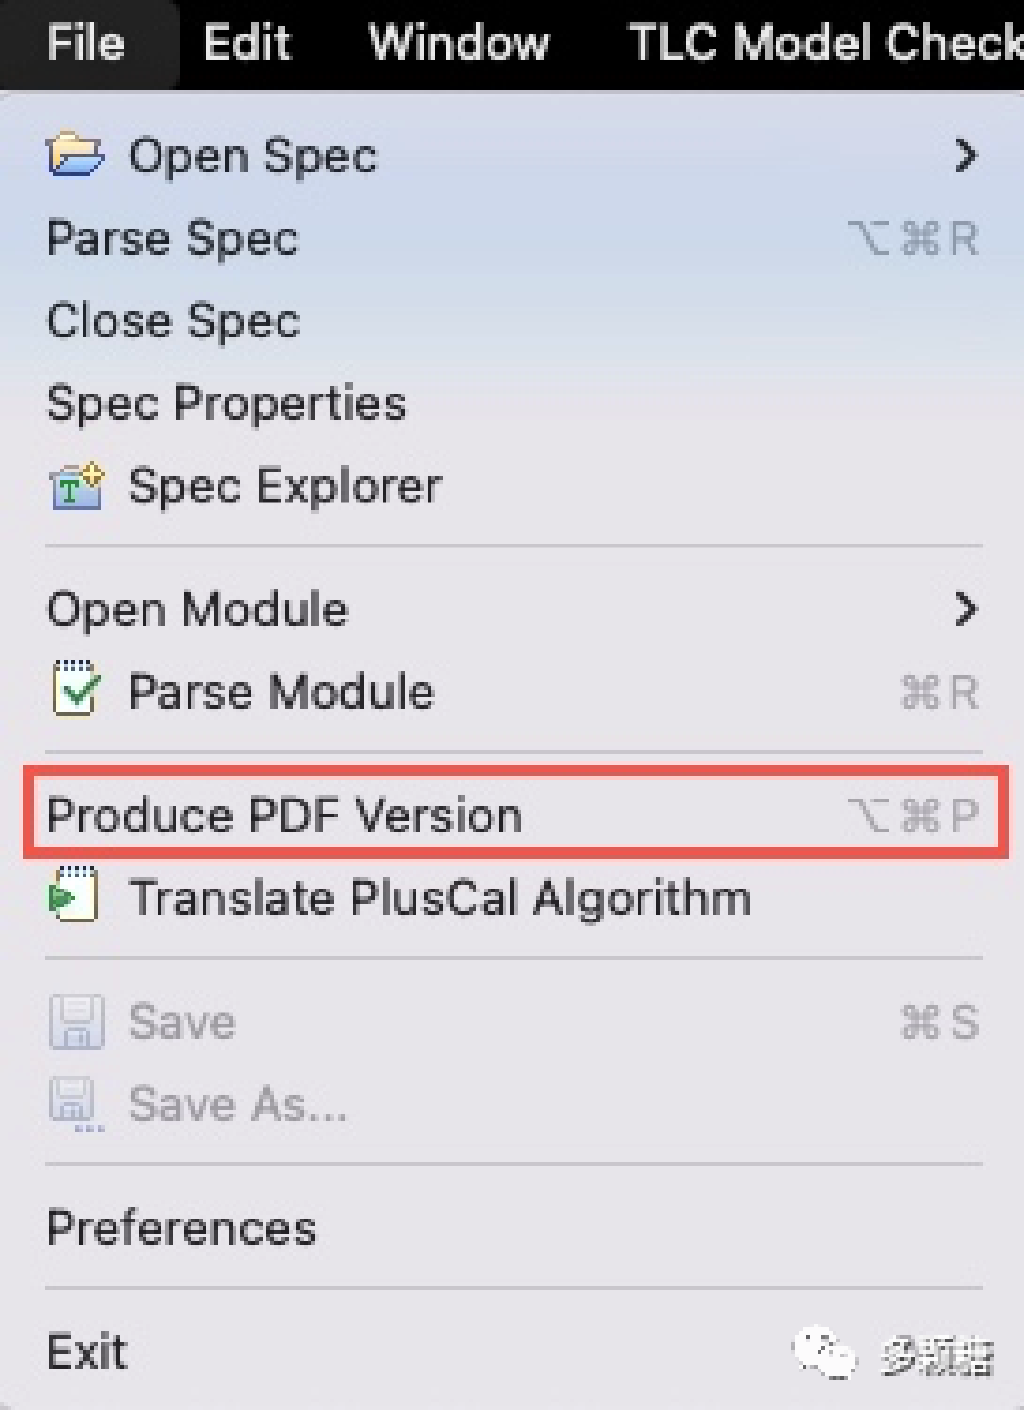 File Edit Window TLC Model Check
Open Spec
Parse Spec ⌥⌘R
Close Spec
Spec Properties
Spec Explorer
Open Module
Parse Module ⌘R
Produce PDF Version ⌥⌘P
Translate PlusCal Algorithm
Save ⌘S
Save As...
Preferences
Exit